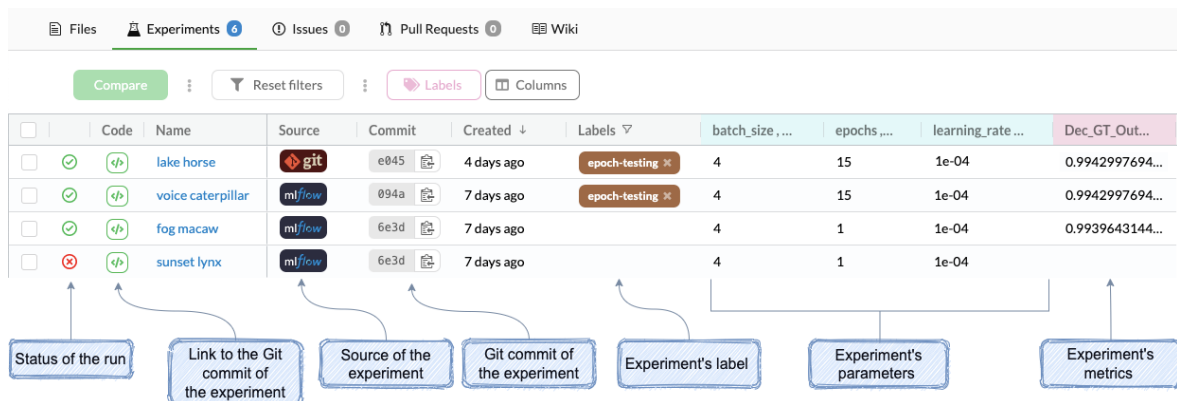 Files Experiments 6 Issues 0 Pull Requests 0 Wiki
Compare Reset filters Labels Columns
Code Name Source Commit Created ↓ Labels batch_size , ... epochs ,... learning_rate ... Dec_GT_Out...
lake horse git e045 4 days ago epoch-testing × 4 15 1e-04 0.9942997694...
voice caterpillar mlflow 094a 7 days ago epoch-testing × 4 15 1e-04 0.9942997694...
fog macaw mlflow 6e3d 7 days ago 4 1 1e-04 0.9939643144...
sunset lynx mlflow 6e3d 7 days ago 4 1 1e-04
Status of the run
Link to the Git
commit of
the experiment
Source of the
experiment
Git commit of
the experiment
Experiment's label
Experiment's
parameters
Experiment's
metrics